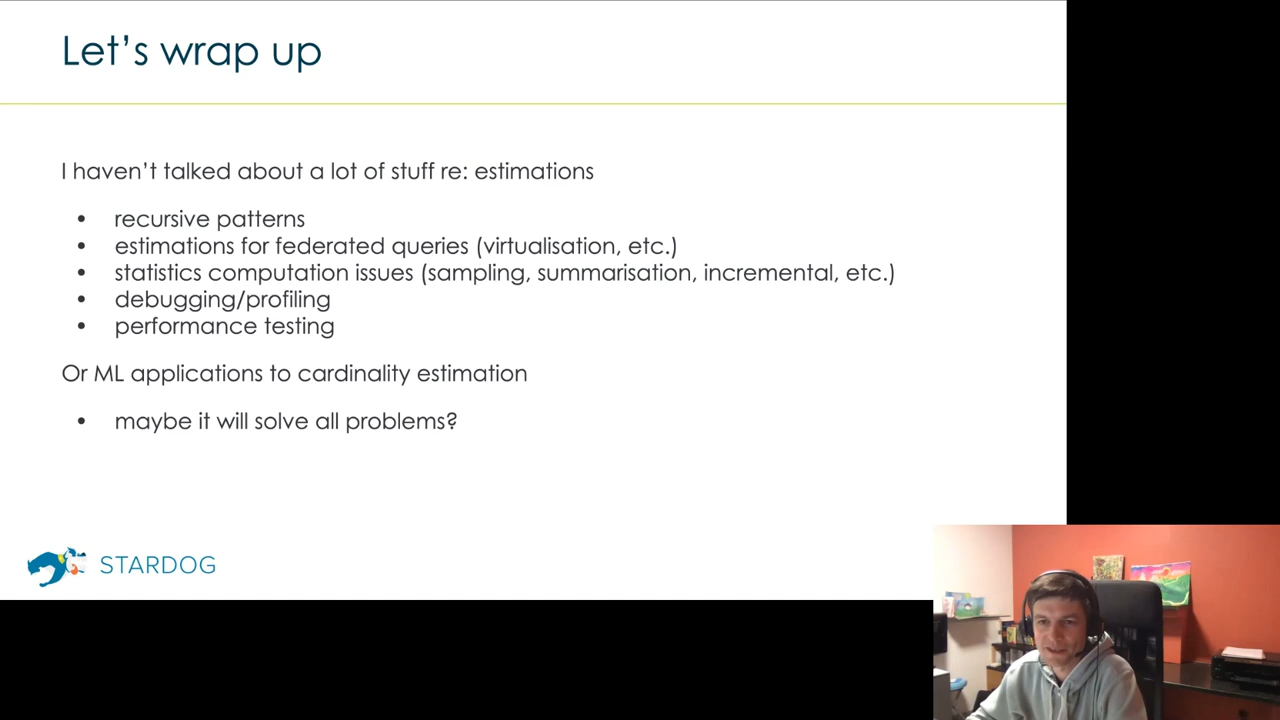 Let’s wrap up
I haven’t talked about a lot of stuff re: estimations
• recursive patterns
• estimations for federated queries (virtualisation, etc.)
• statistics computation issues (sampling, summarisation, incremental, etc.)
• debugging/profiling
• performance testing
Or ML applications to cardinality estimation
• maybe it will solve all problems?
STARDOG